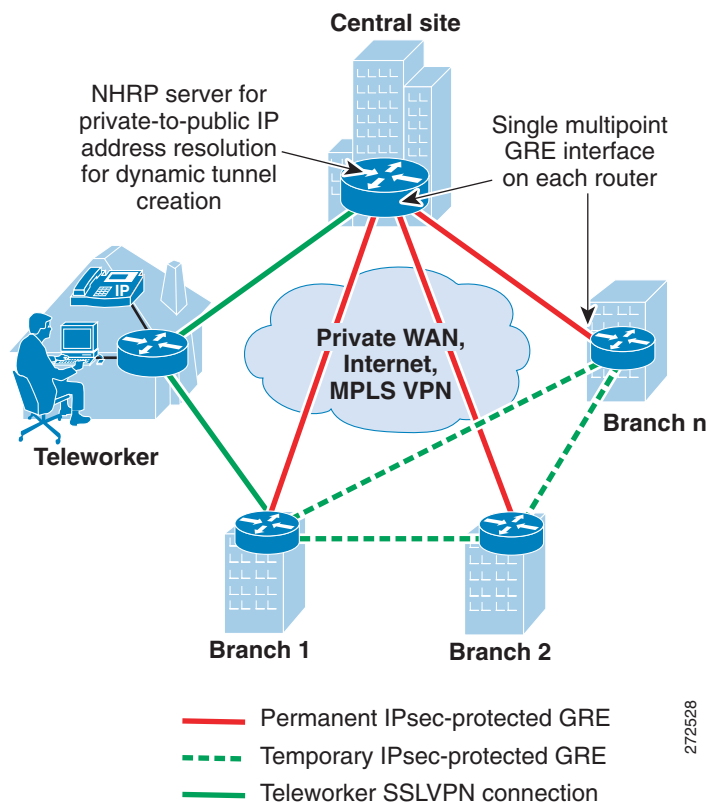 Central site
NHRP server for
private-to-public IP
address resolution
for dynamic tunnel
creation
Single multipoint
GRE interface
on each router
IP
Private WAN,
Internet,
MPLS VPN
Teleworker
Branch n
Branch 1
Branch 2
Permanent IPsec-protected GRE
Temporary IPsec-protected GRE
Teleworker SSLVPN connection
272528